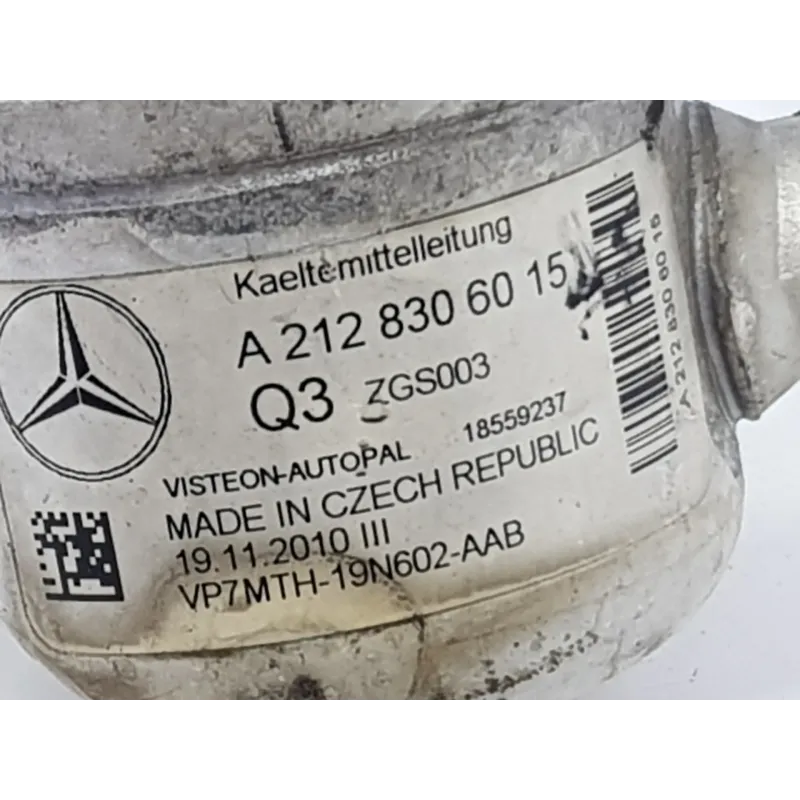 Kaeltemittelleitung
A 212 830 60 15
Q3 ZGS003
VISTEON-AUTOPAL 18559237
MADE IN CZECH REPUBLIC
19.11.2010 III
VP7MTH-19N602-AAB
A 212 830 60 15